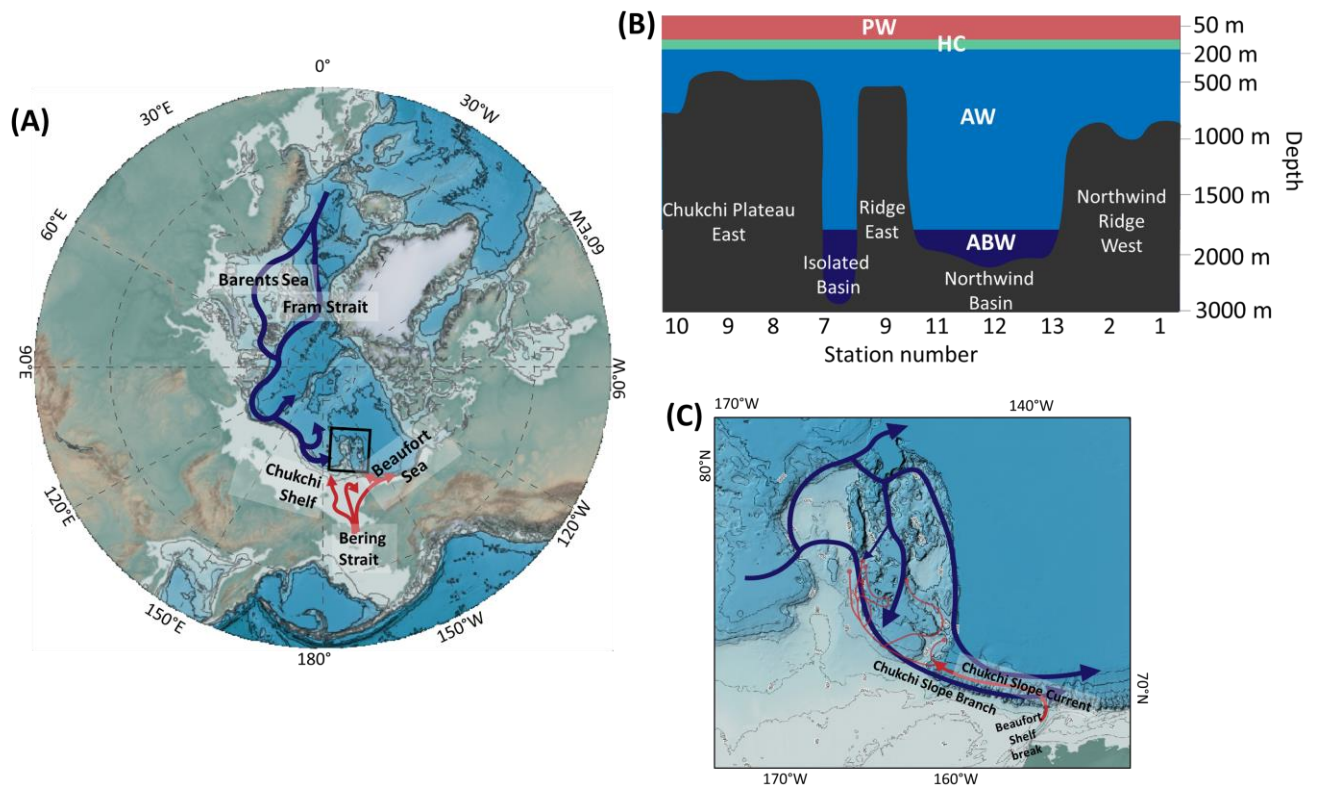 (A)
0°
30°E
30°W
60°E
60°W
90°E
90°W
120°E
120°W
150°E
150°W
180°
Barents Sea
Fram Strait
Chukchi
Shelf
Beaufort
Sea
Bering
Strait
(B)
PW
HC
AW
ABW
Chukchi Plateau
East
Isolated
Basin
Ridge
East
Northwind
Basin
Northwind
Ridge
West
50 m
200 m
500 m
1000 m
1500 m
2000 m
3000 m
Depth
10 9 8 7 9 11 12 13 2 1
Station number
(C)
170°W
140°W
80°N
70°N
Chukchi Slope Current
Chukchi Slope Branch
Beaufort
Shelf
break
170°W
160°W